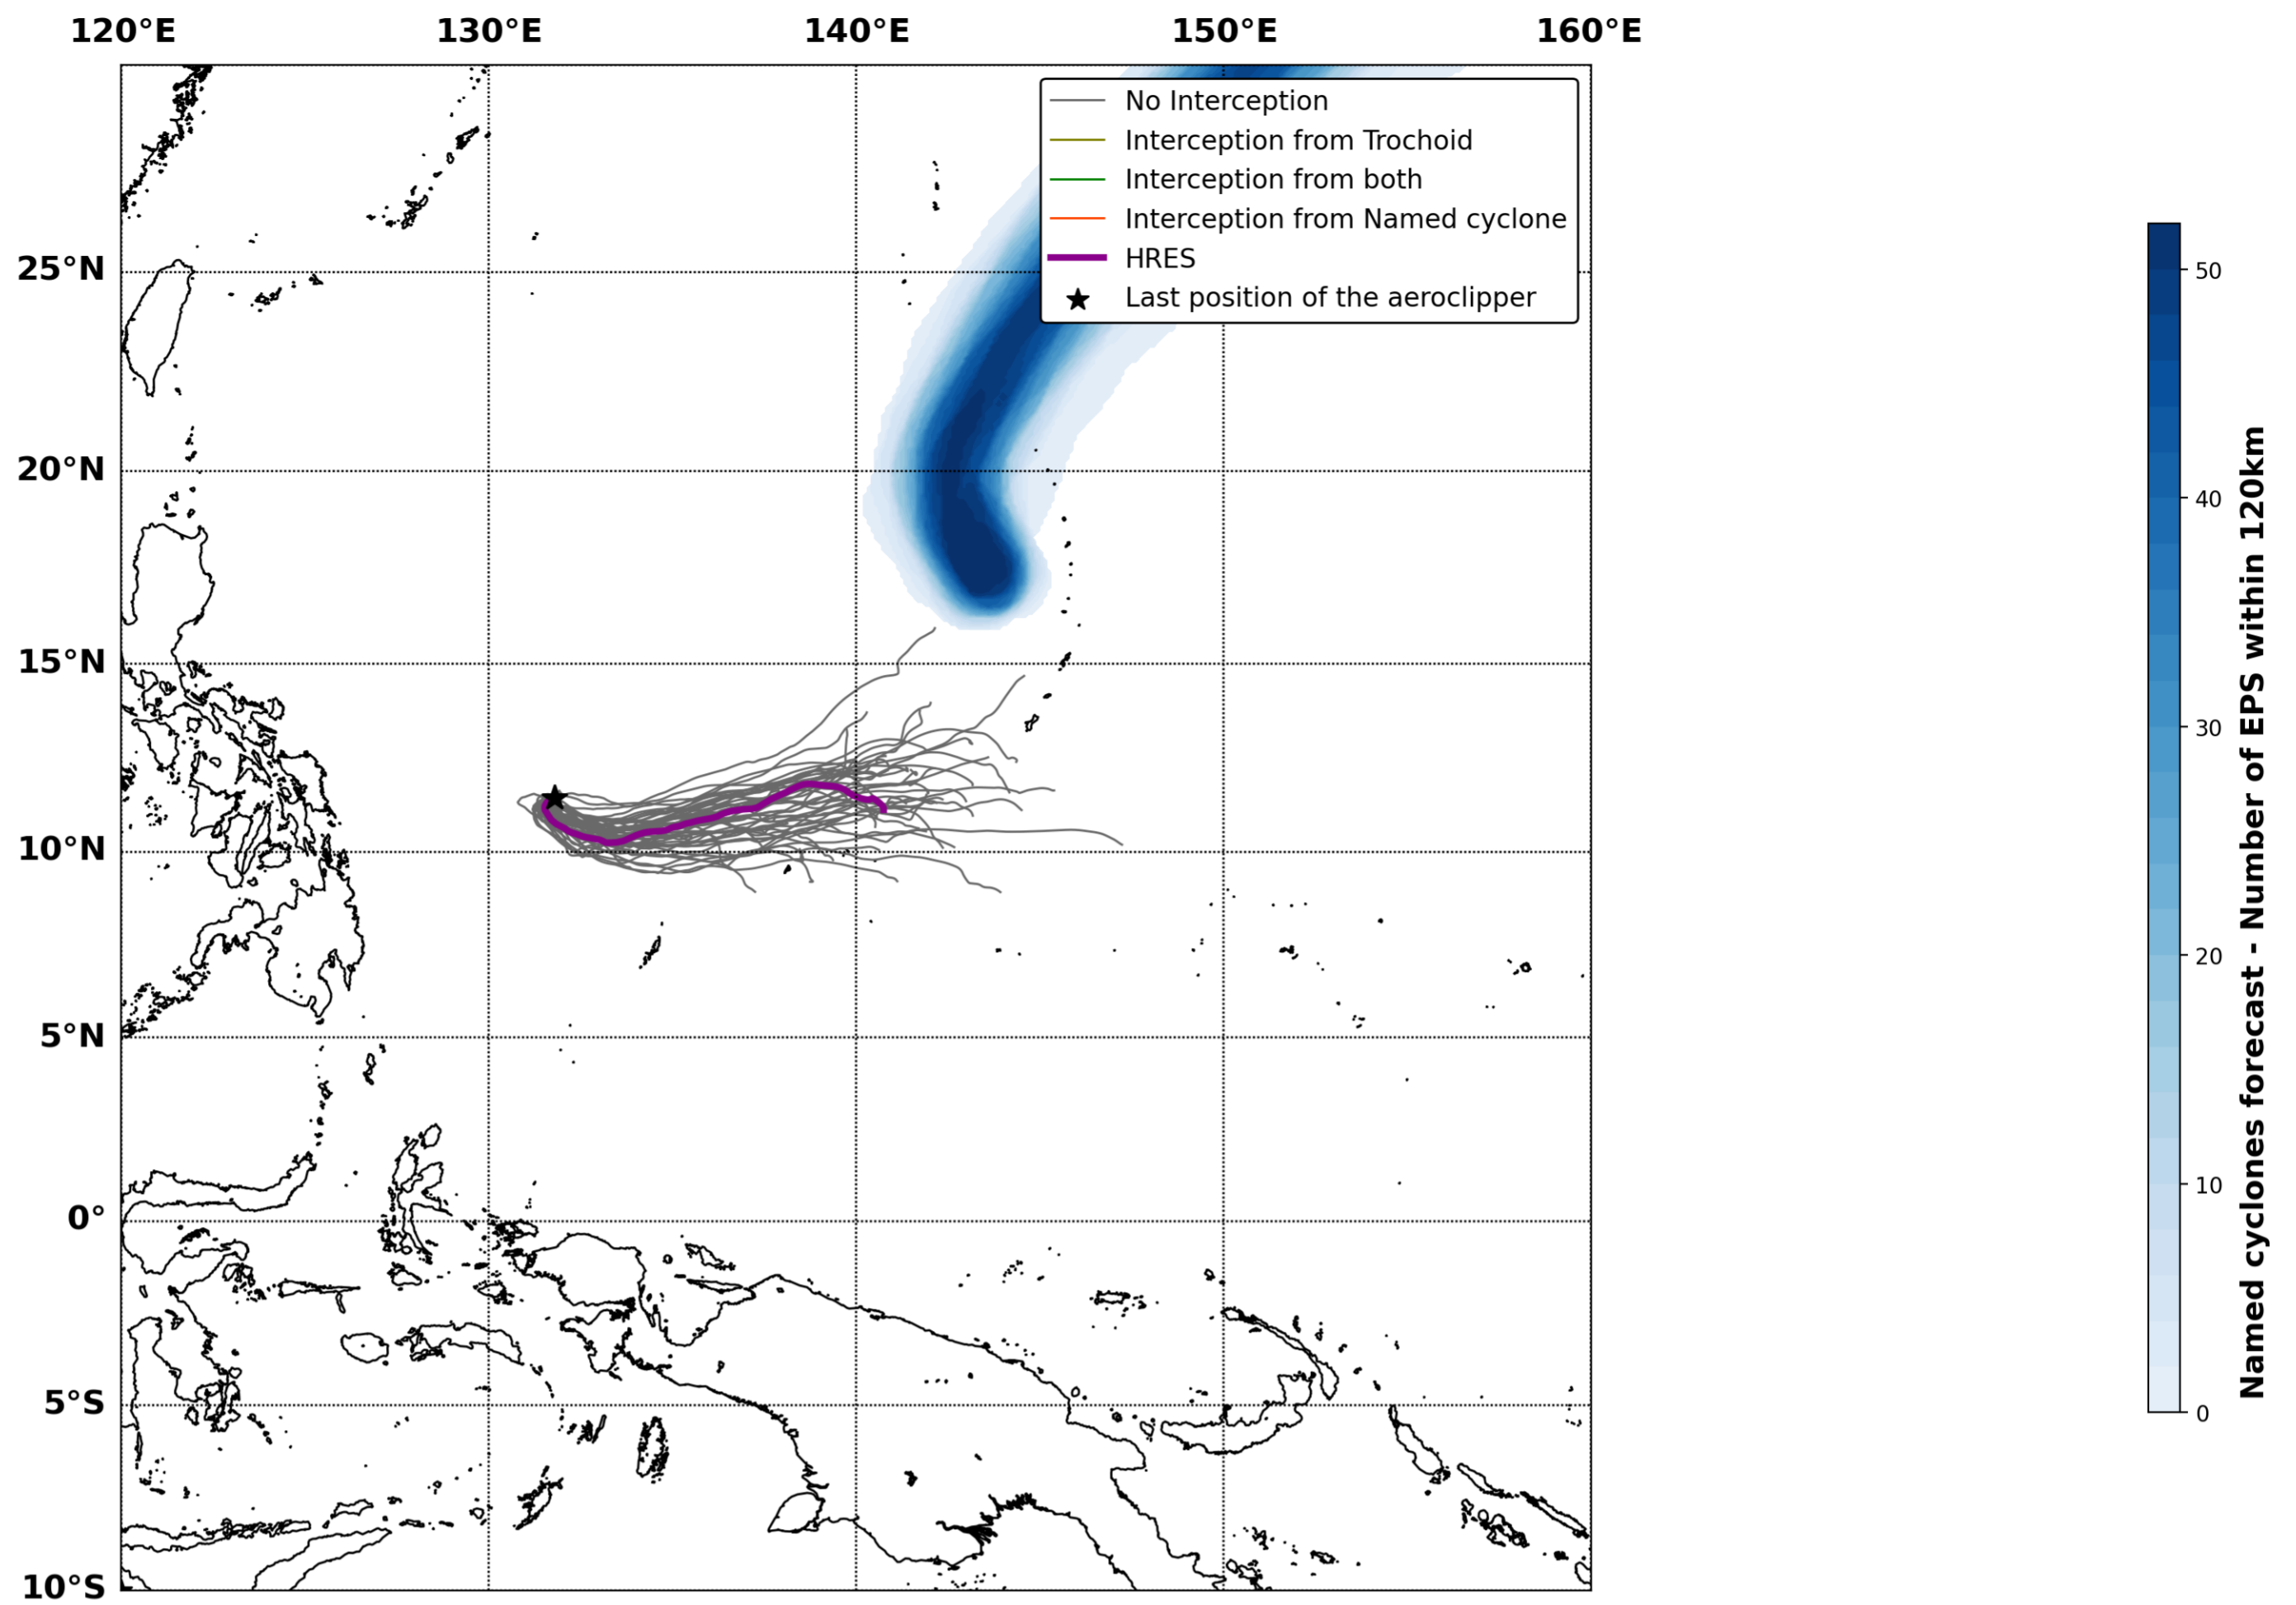 120°E 130°E 140°E 150°E 160°E
No Interception
Interception from Trochoid
Interception from both
Interception from Named cyclone
HRES
Last position of the aeroclipper
25°N
20°N
15°N
10°N
5°N
0°
5°S
10°S
50
40
30
20
10
0
Named cyclones forecast - Number of EPS within 120km